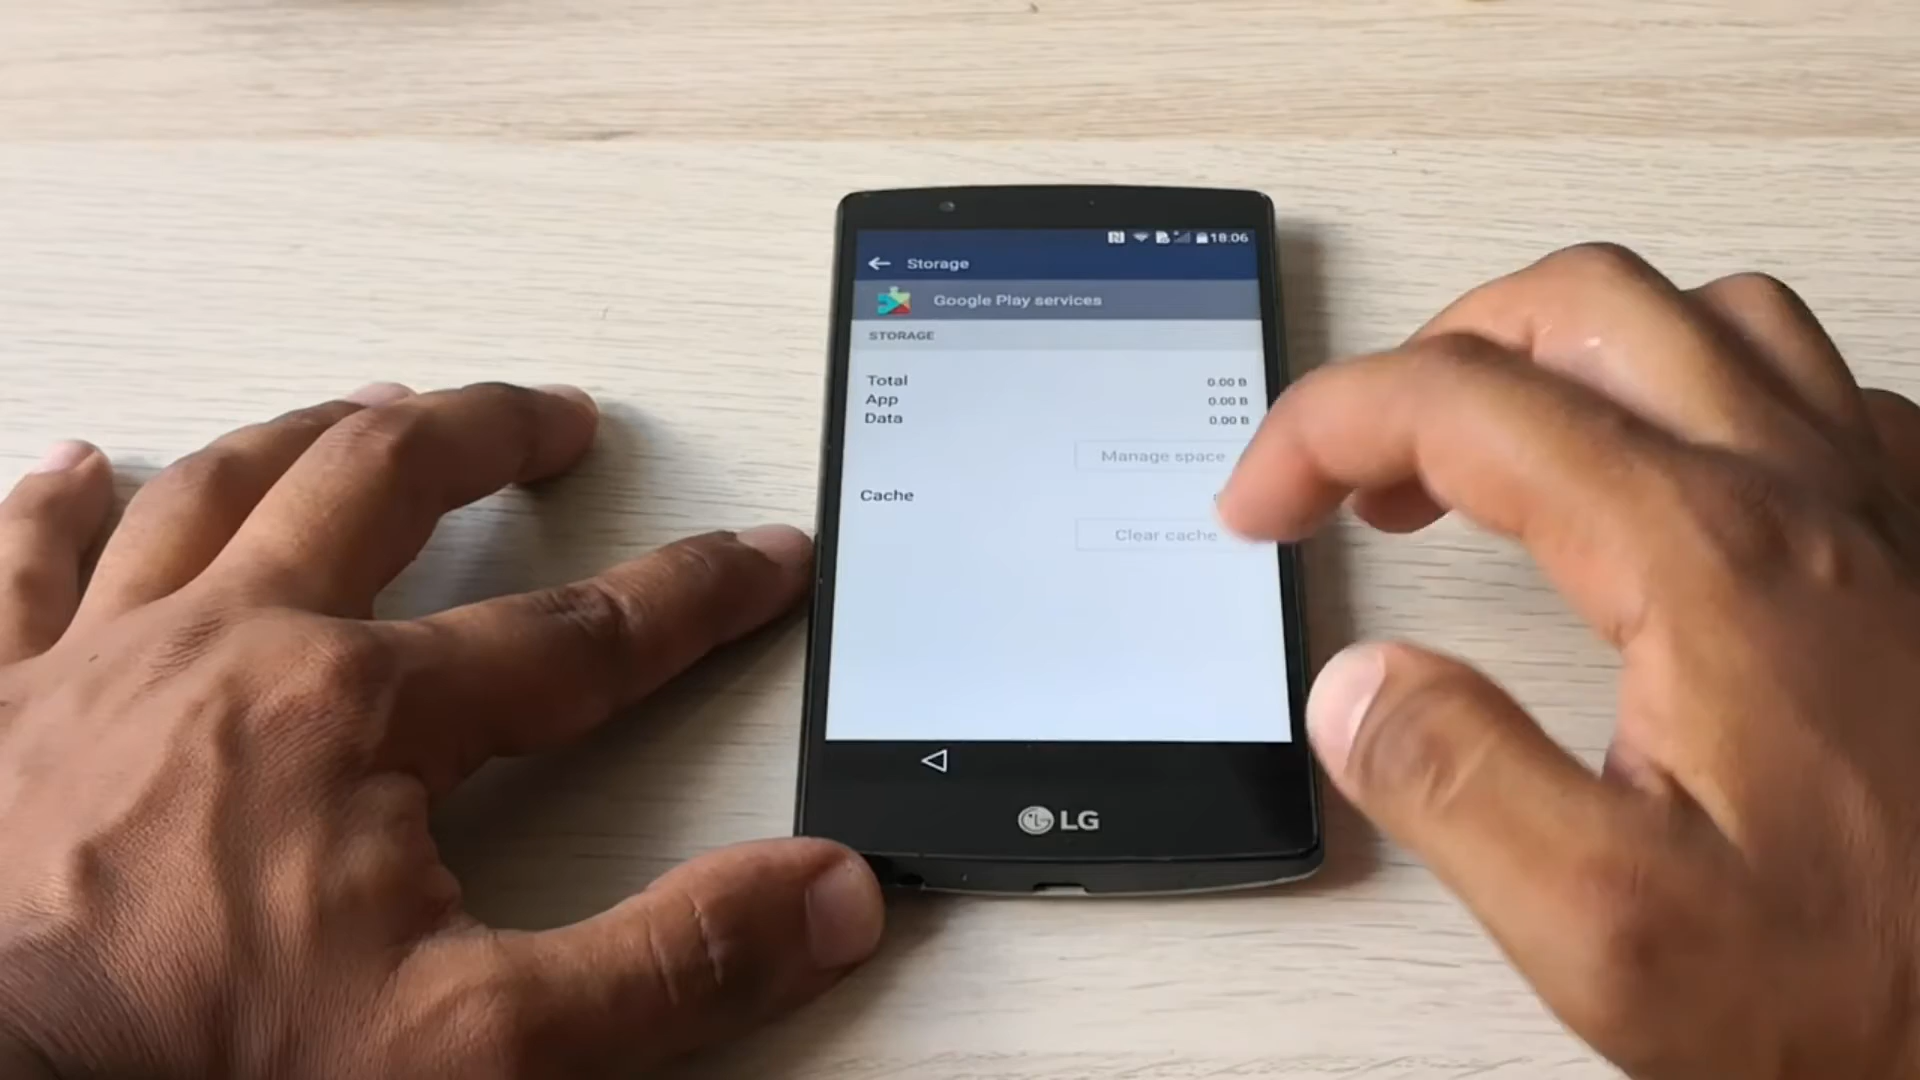 18:06
Storage
Google Play services
STORAGE
Total 0.00 B
App 0.00 B
Data 0.00 B
Manage space
Cache
Clear cache
LG